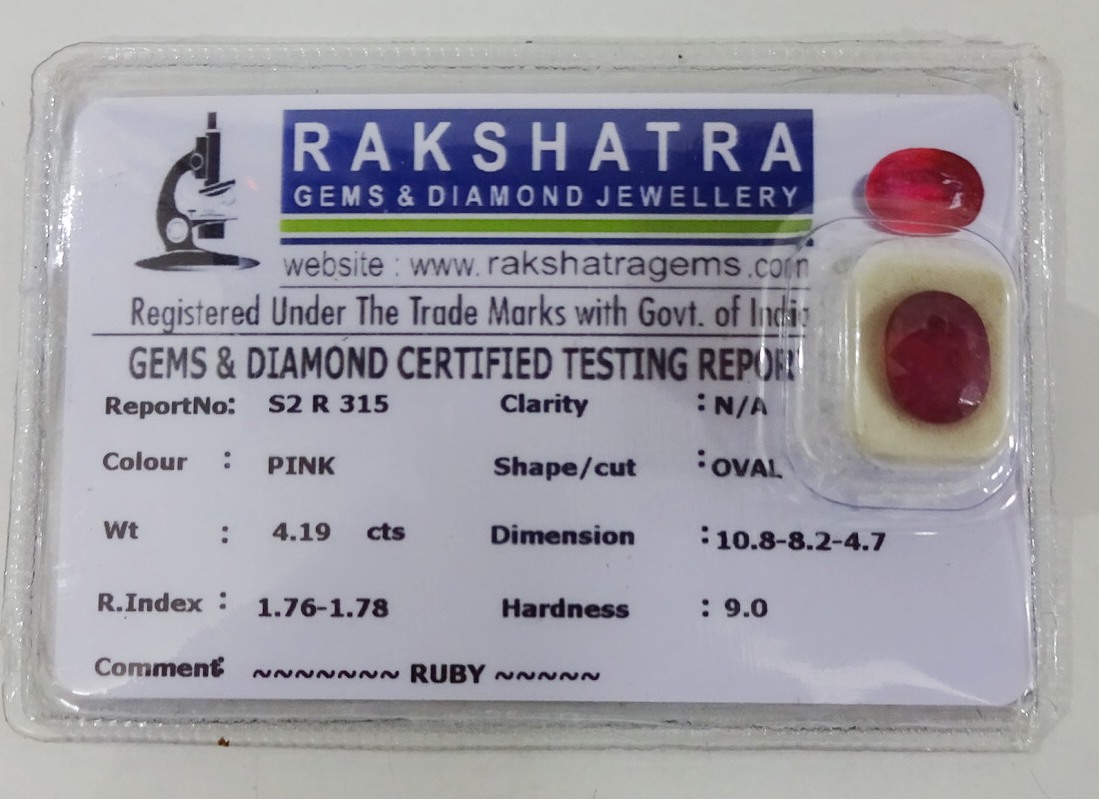 RAKSHATRA
GEMS & DIAMOND JEWELLERY
website : www. rakshatragems .com
Registered Under The Trade Marks with Govt. of India
GEMS & DIAMOND CERTIFIED TESTING REPORT
ReportNo: S2 R 315 Clarity : N/A
Colour : PINK Shape/cut : OVAL
Wt : 4.19 cts Dimension : 10.8-8.2-4.7
R.Index : 1.76-1.78 Hardness : 9.0
Comment: ~~~~~~~ RUBY ~~~~~